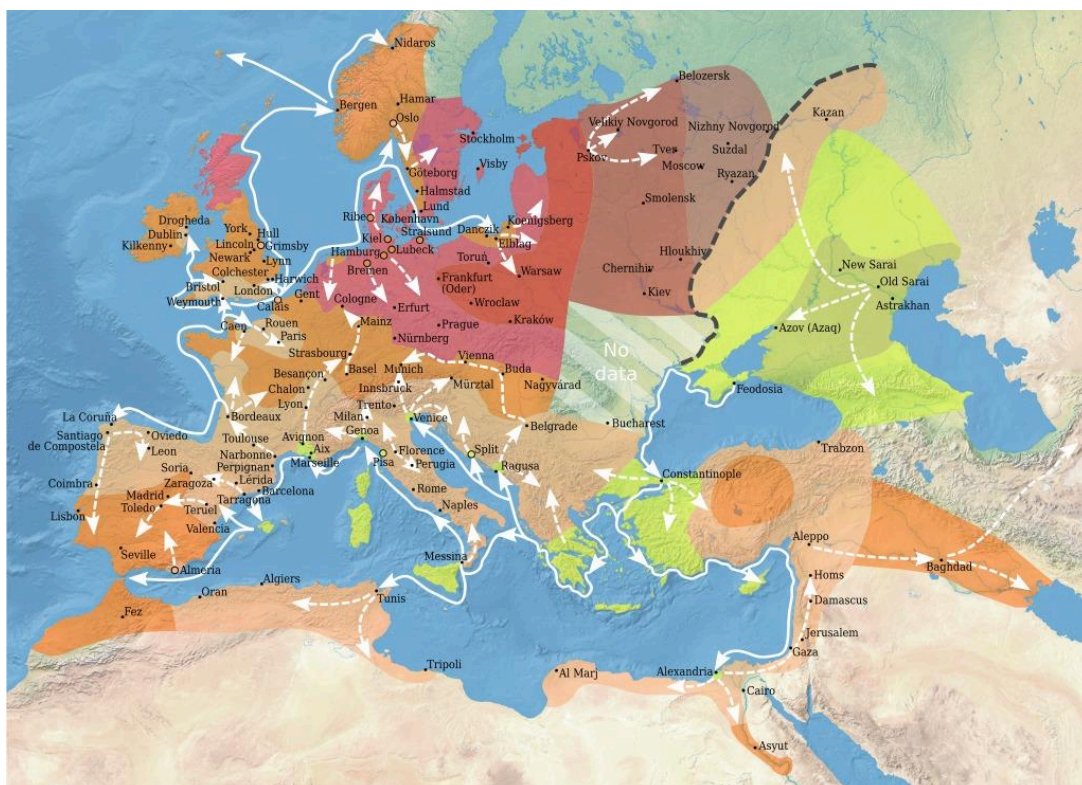 Nidaros
Belozersk
Bergen
Hamar
Oslo
Kazan
Velikiy Novgorod
Nizhny Novgorod
Stockholm
Tver
Suzdal
Pskov
Moscow
Visby
Göteborg
Ryazan
Halmstad
Smolensk
Drogheda
Ribe
København
Lund
Koenigsberg
York
Hull
Dublin
Kiel
Stralsund
Danczik
Elbląg
Kilkenny
Lincoln
Grimsby
Hamburg
Lubeck
Hloukhiv
Newark
Lynn
Toruń
Colchester
Bremen
Warsaw
Chernihiv
New Sarai
Harwich
Frankfurt
(Oder)
Bristol
London
Old Sarai
Weymouth
Calais
Gent
Cologne
Erfurt
Wroclaw
Kiev
Astrakhan
Caen
Rouen
Mainz
Prague
Kraków
Azov (Azaq)
Paris
Nürnberg
No
data
Strasbourg
Vienna
Besançon
Basel
Munich
Buda
Chalon
Innsbruck
Mürztal
Nagyvárad
Feodosia
Lyon
Trento
La Coruña
Bordeaux
Milan
Venice
Belgrade
Bucharest
Santiago
de Compostela
Oviedo
Leon
Toulouse
Avignon
Genoa
Aix
Florence
Split
Trabzon
Narbonne
Marseille
Pisa
Perugia
Ragusa
Soria
Perpignan
Constantinople
Coimbra
Zaragoza
Lérida
Rome
Madrid
Barcelona
Tarragona
Lisbon
Toledo
Teruel
Naples
Valencia
Aleppo
Seville
Messina
Baghdad
Almeria
Algiers
Homs
Oran
Tunis
Damascus
Fez
Jerusalem
Gaza
Tripoli
Al Marj
Alexandria
Cairo
Asyut